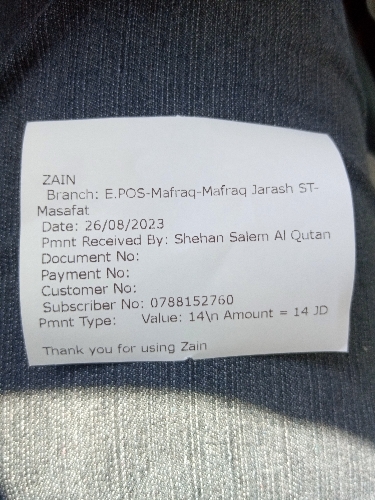 ZAIN
Branch: E.POS-Mafraq-Mafraq Jarash ST-
Masafat
Date: 26/08/2023
Pmnt Received By: Shehan Salem Al Qutan
Document No:
Payment No:
Customer No:
Subscriber No: 0788152760
Pmnt Type: Value: 14\n Amount = 14 JD
Thank you for using Zain